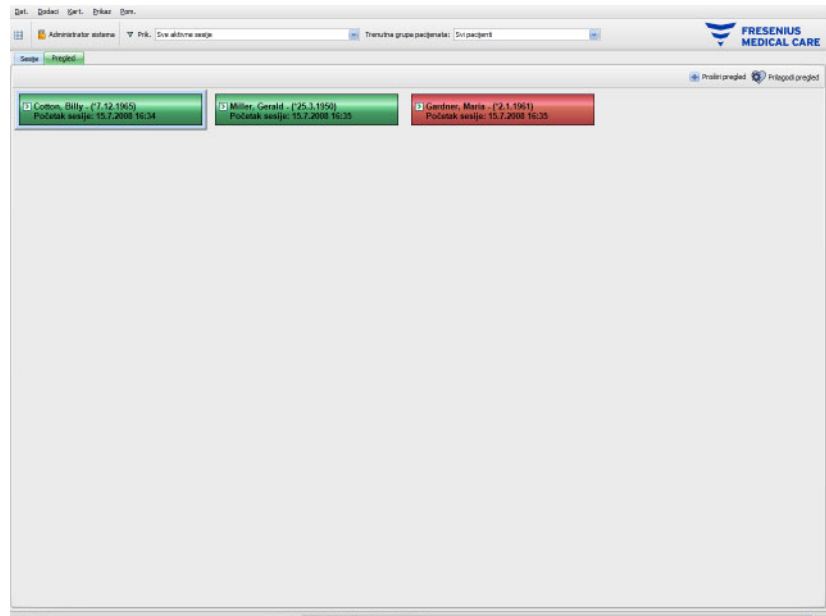 Dat. Dodaci Kart. Prikaz Pom.
Administrator sistema Prik. Sve aktivne sesije Trenutna grupa pacijenata: Svi pacijenti
FRESENIUS
MEDICAL CARE
Sesije Pregled
Proširi pregled Prilagodi pregled
Cotton, Billy - (*7.12.1965)
Početak sesije: 15.7.2008 16:34
Miller, Gerald - (*25.3.1950)
Početak sesije: 15.7.2008 16:35
Gardner, Maria - (*2.1.1961)
Početak sesije: 15.7.2008 16:35